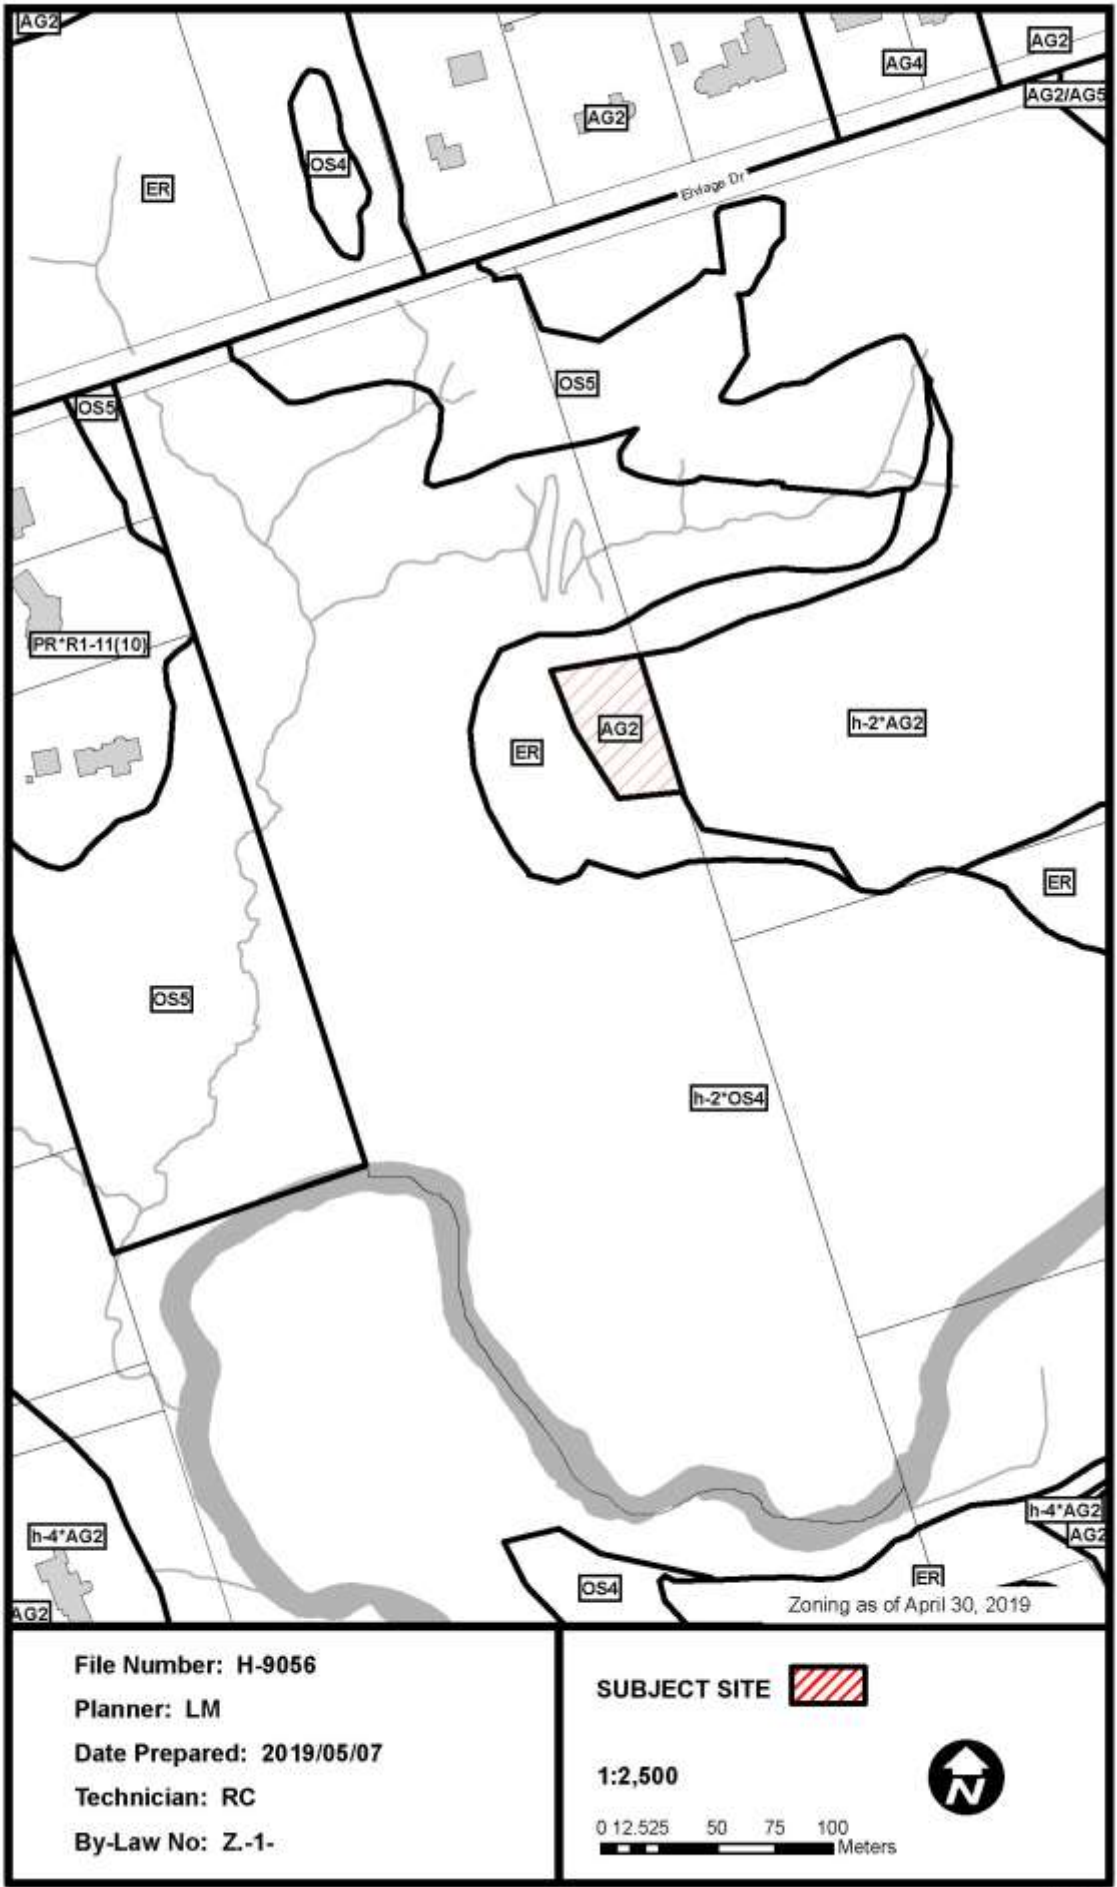 AG2
AG2
AG4
AG2/AG5
AG2
OS4
ER
Elviage Dr
OS5
OS5
PR*R1-11(10)
h-2*AG2
AG2
ER
ER
OS5
h-2*OS4
h-4*AG2
h-4*AG2
AG2
ER
OS4
AG2
Zoning as of April 30, 2019
File Number: H-9056
Planner: LM
Date Prepared: 2019/05/07
Technician: RC
By-Law No: Z.-1-
SUBJECT SITE
1:2,500
N
0 12.525 50 75 100
Meters